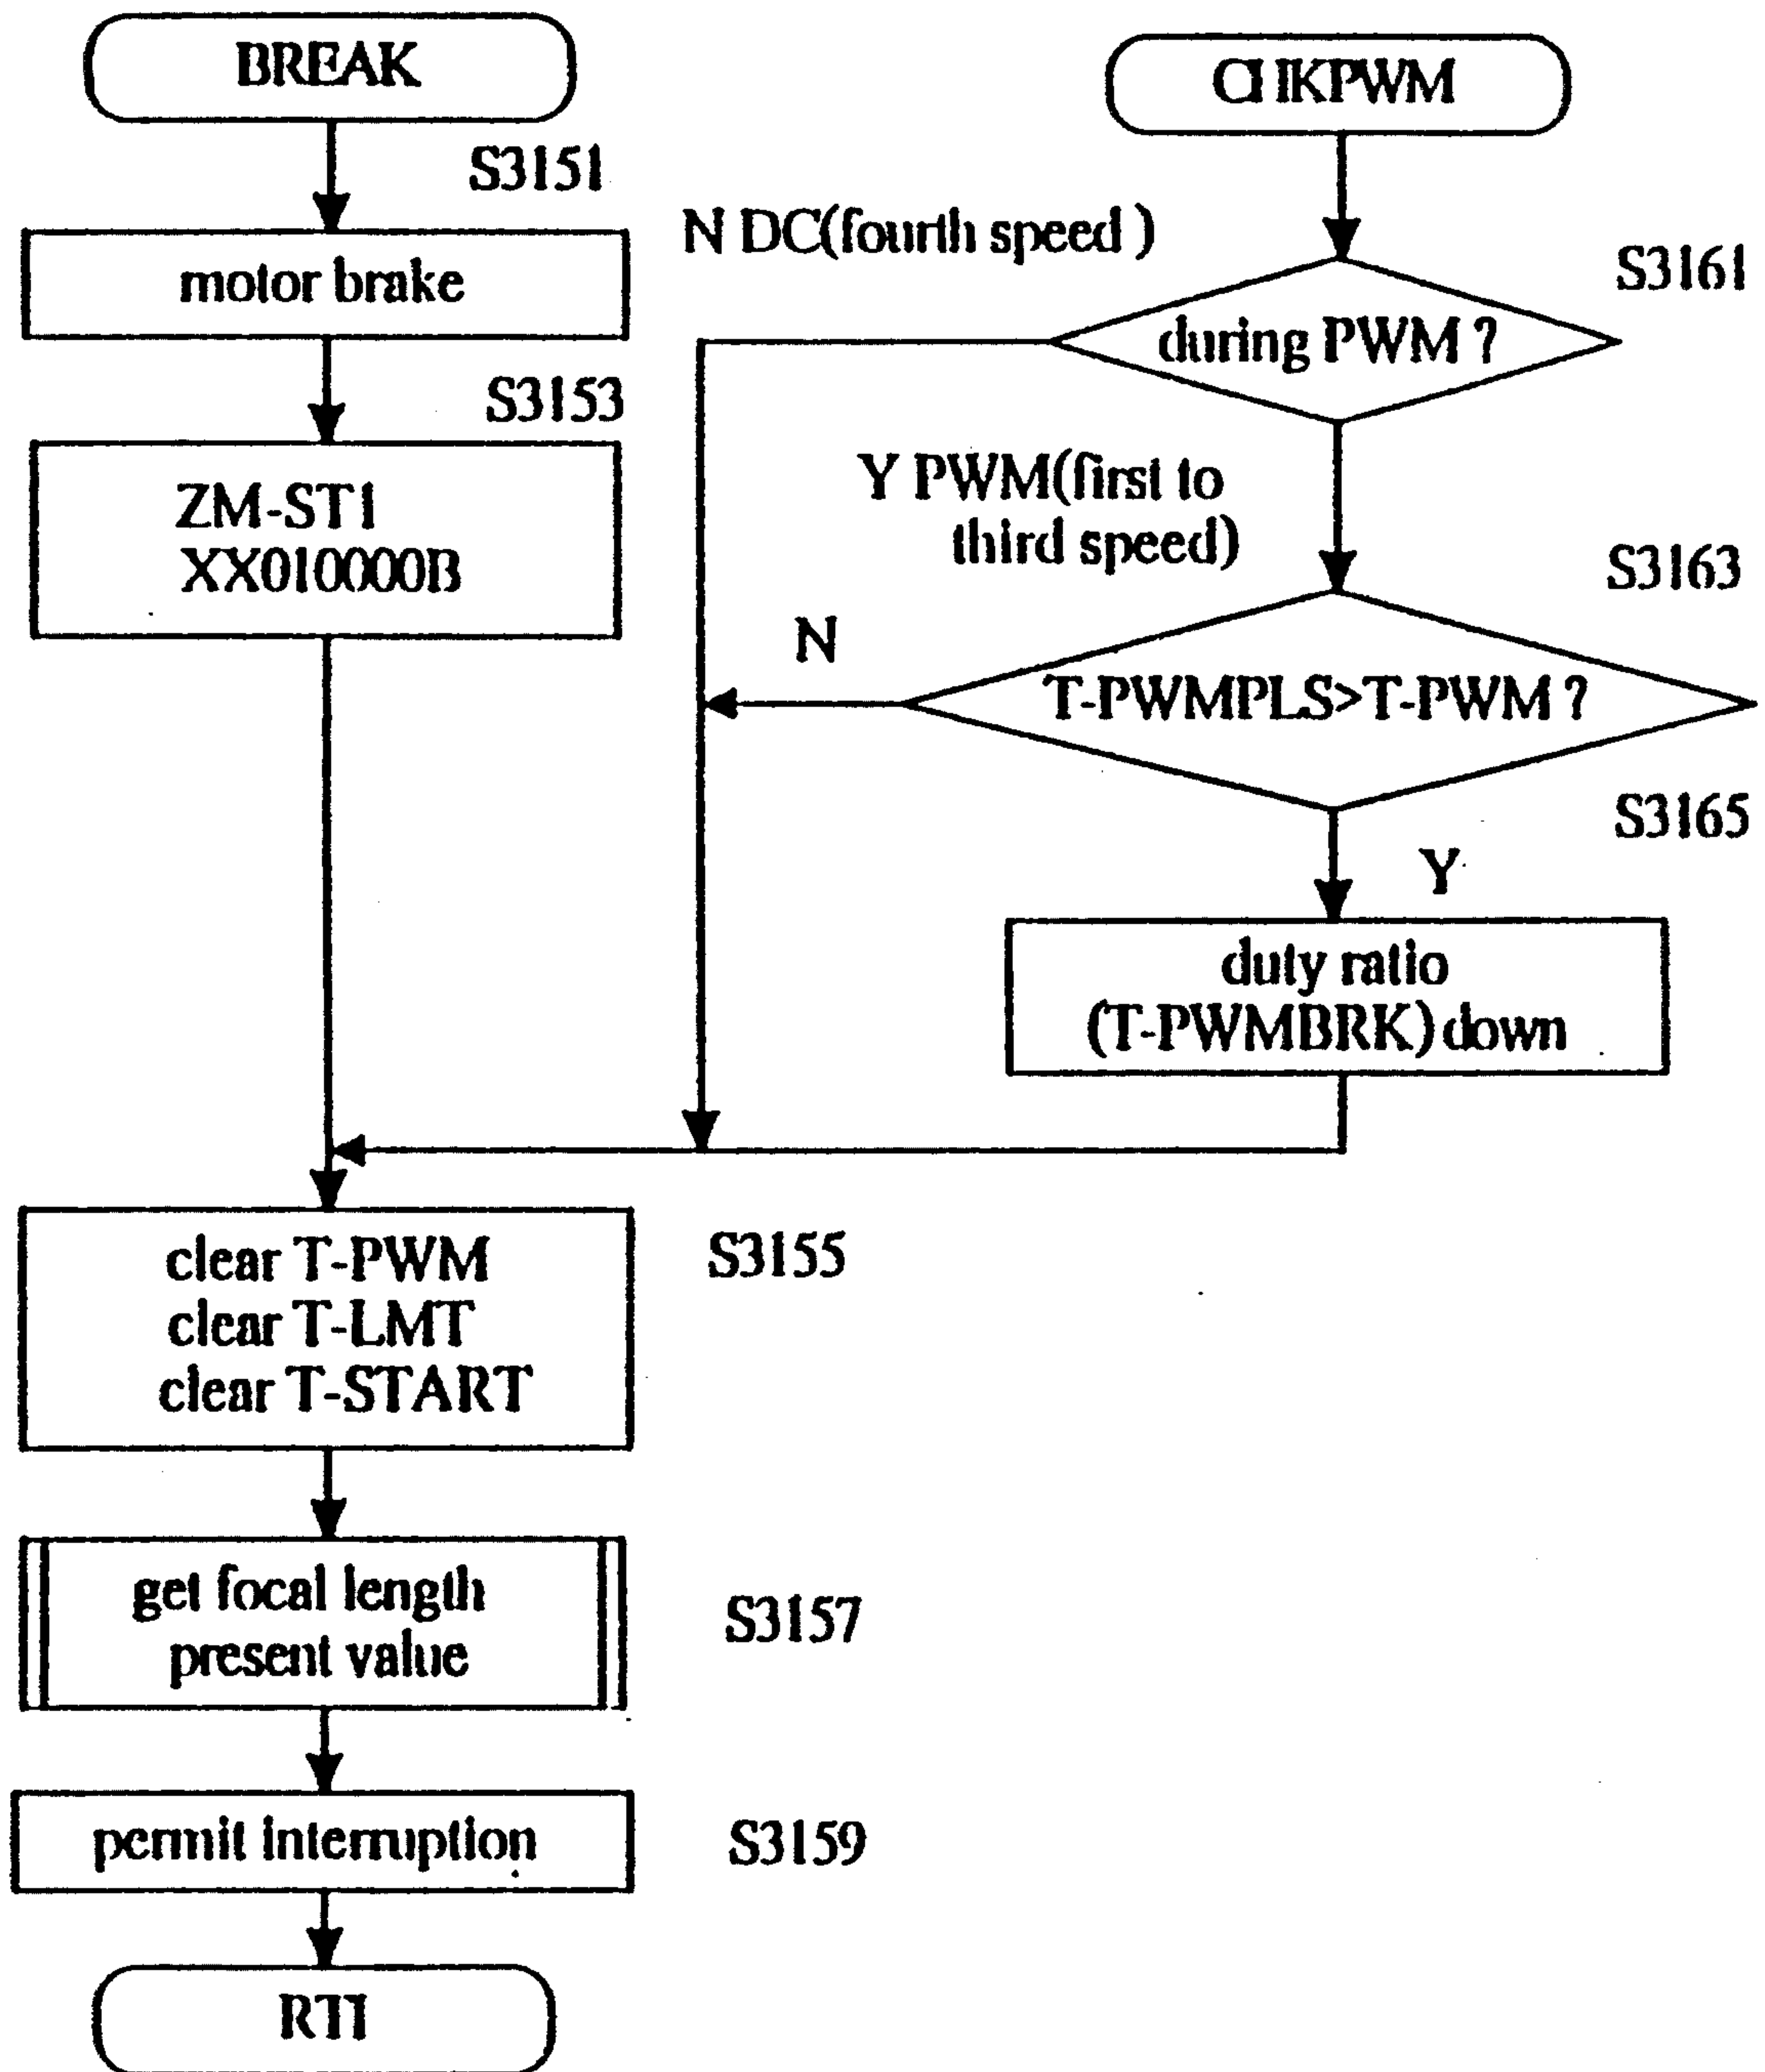 BREAK
S3151
motor brake
S3153
ZM-ST1
XX010000B
CHKPWM
N DC(fourth speed )
S3161
during PWM ?
Y PWM(first to
third speed)
S3163
N
T-PWMPLS>T-PWM ?
S3165
Y
duty ratio
(T-PWMBRK) down
clear T-PWM
clear T-LMT
clear T-START
S3155
get focal length
present value
S3157
permit interruption
S3159
RTI